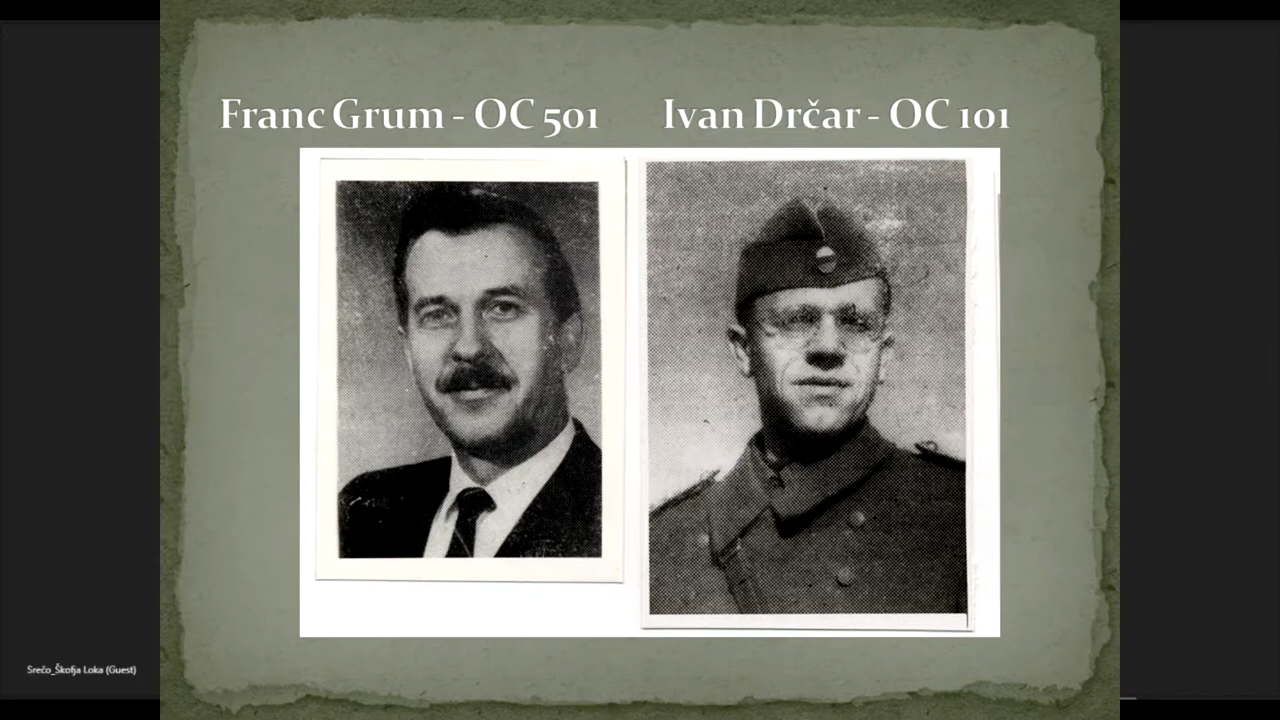 Franc Grum - OC 501 Ivan Drčar - OC 101
Srečo_Škofja Loka (Guest)